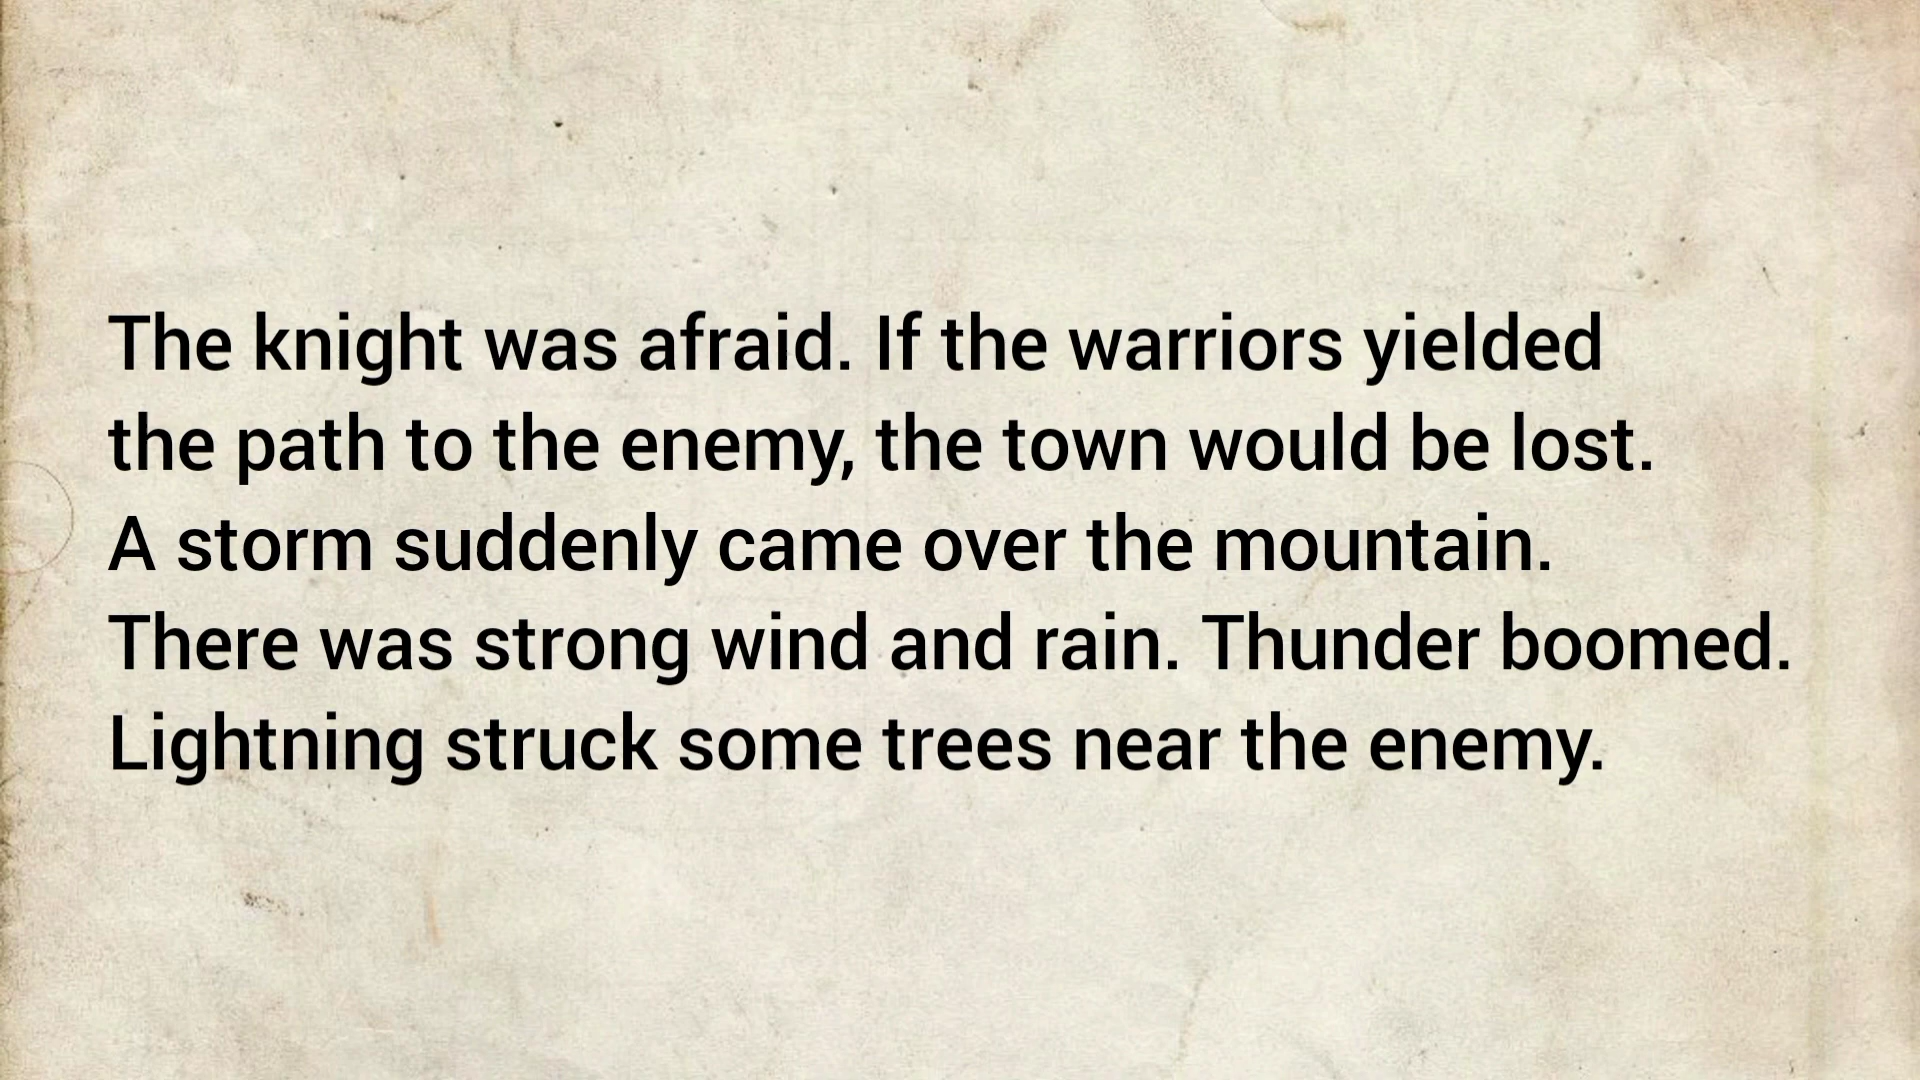 The knight was afraid. If the warriors yielded
the path to the enemy, the town would be lost.
A storm suddenly came over the mountain.
There was strong wind and rain. Thunder boomed.
Lightning struck some trees near the enemy.